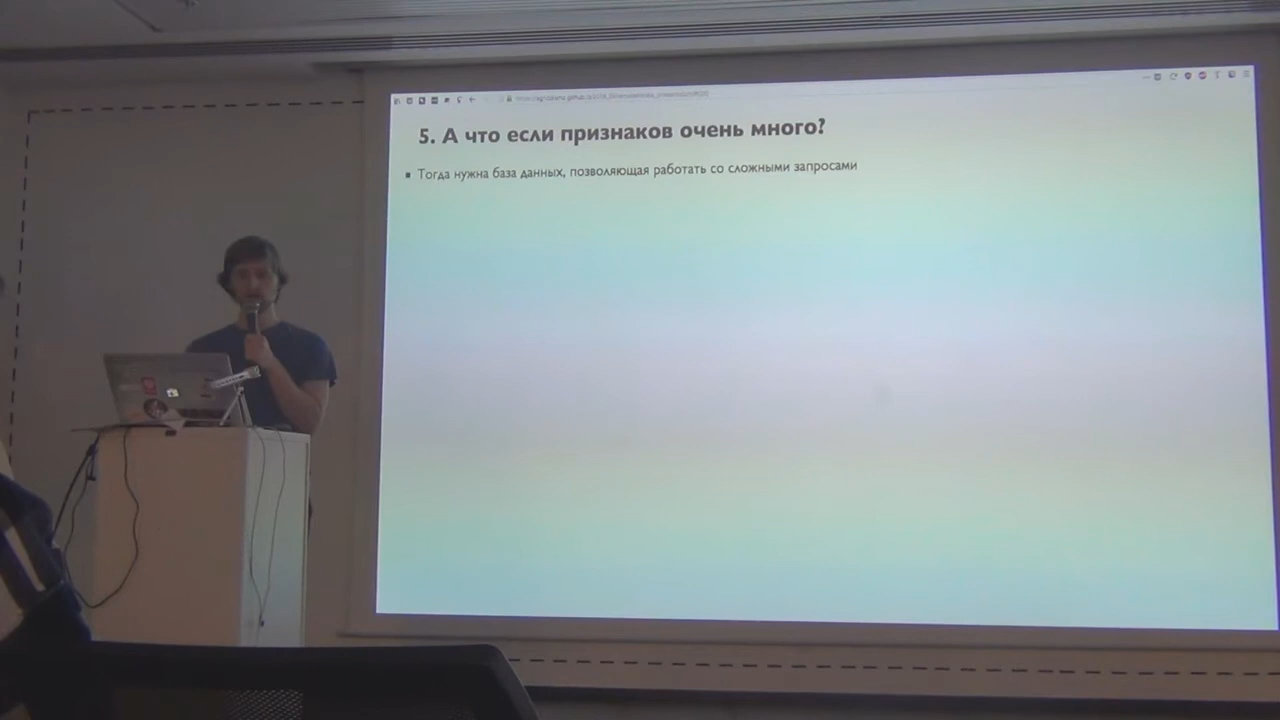 5. А что если признаков очень много?
▪ Тогда нужна база данных, позволяющая работать со сложными запросами